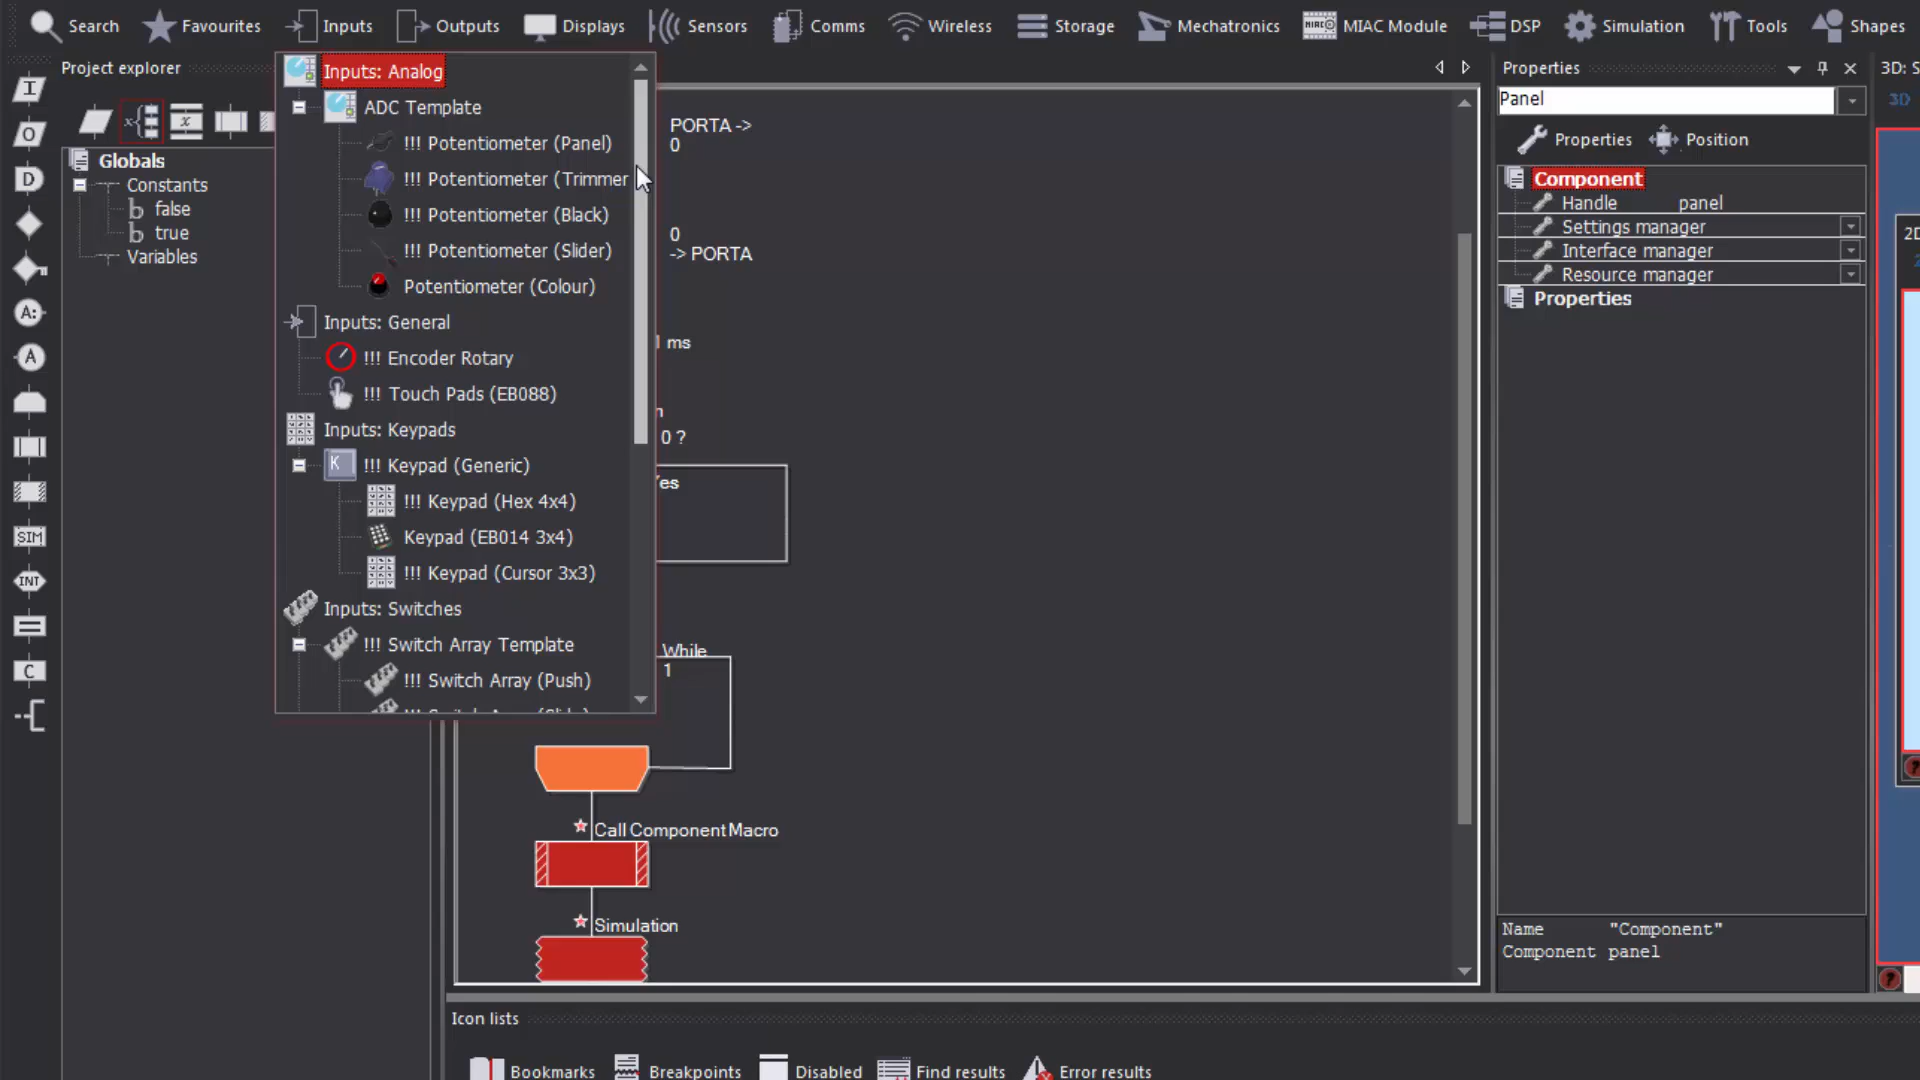 Search
Favourites
Inputs
Outputs
Displays
Sensors
Comms
Wireless
Storage
Mechatronics
MIAC Module
DSP
Simulation
Tools
Shapes
Project explorer
Globals
Constants
false
true
Variables
Inputs: Analog
ADC Template
!!! Potentiometer (Panel)
!!! Potentiometer (Trimmer
!!! Potentiometer (Black)
!!! Potentiometer (Slider)
Potentiometer (Colour)
Inputs: General
!!! Encoder Rotary
!!! Touch Pads (EB088)
Inputs: Keypads
!!! Keypad (Generic)
!!! Keypad (Hex 4x4)
Keypad (EB014 3x4)
!!! Keypad (Cursor 3x3)
Inputs: Switches
!!! Switch Array Template
!!! Switch Array (Push)
PORTA ->
0
0
-> PORTA
ms
0 ?
While
1
Call Component Macro
Simulation
Properties
Panel
Properties
Position
Component
Handle panel
Settings manager
Interface manager
Resource manager
Properties
Name "Component"
Component panel
3D: S
3D
Icon lists
Bookmarks
Breakpoints
Disabled
Find results
Error results
I
O
D
A:
A
SIM
INT
C